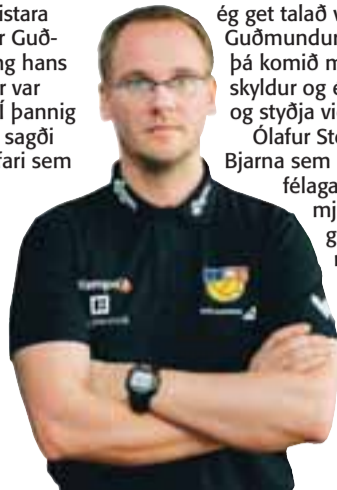 istara
r Guð-
ng hans
r var
Í þannig
sagði
fari sem
ég get talað v
Guðmundur
þá komið m
skyldur og e
og styðja vi
Ólafur Ste
Bjarna sem
félaga
mj
g